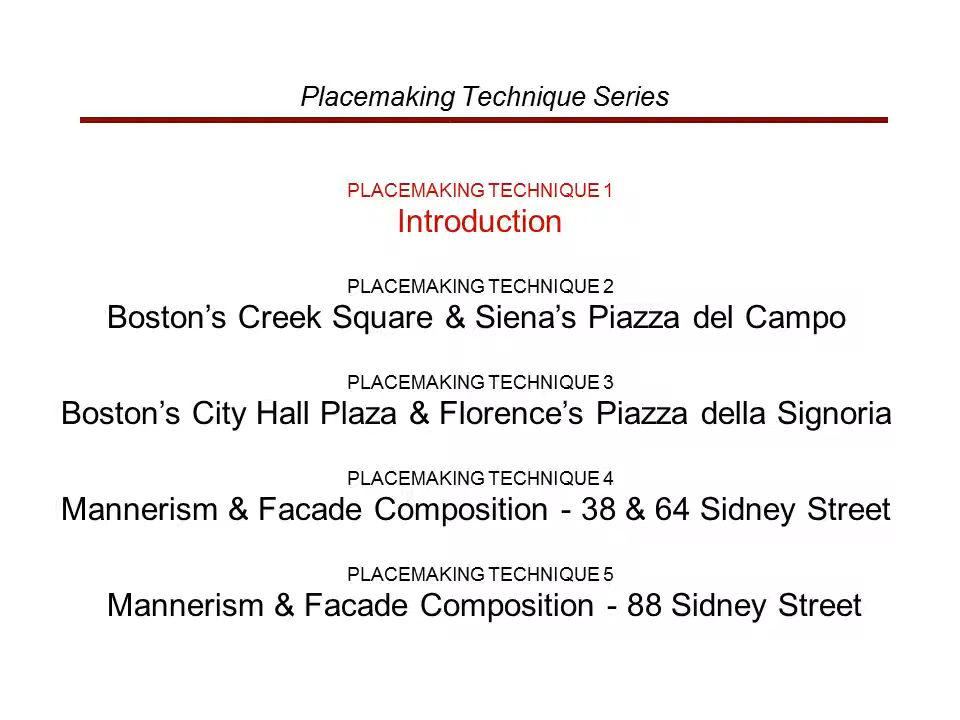 Placemaking Technique Series
PLACEMAKING TECHNIQUE 1
Introduction
PLACEMAKING TECHNIQUE 2
Boston’s Creek Square & Siena’s Piazza del Campo
PLACEMAKING TECHNIQUE 3
Boston’s City Hall Plaza & Florence’s Piazza della Signoria
PLACEMAKING TECHNIQUE 4
Mannerism & Facade Composition - 38 & 64 Sidney Street
PLACEMAKING TECHNIQUE 5
Mannerism & Facade Composition - 88 Sidney Street